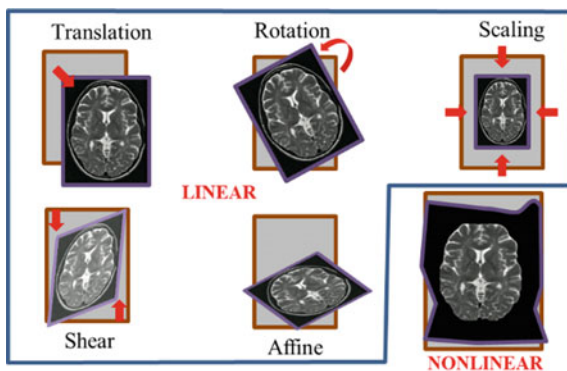 Translation
Rotation
Scaling
LINEAR
Shear
Affine
NONLINEAR